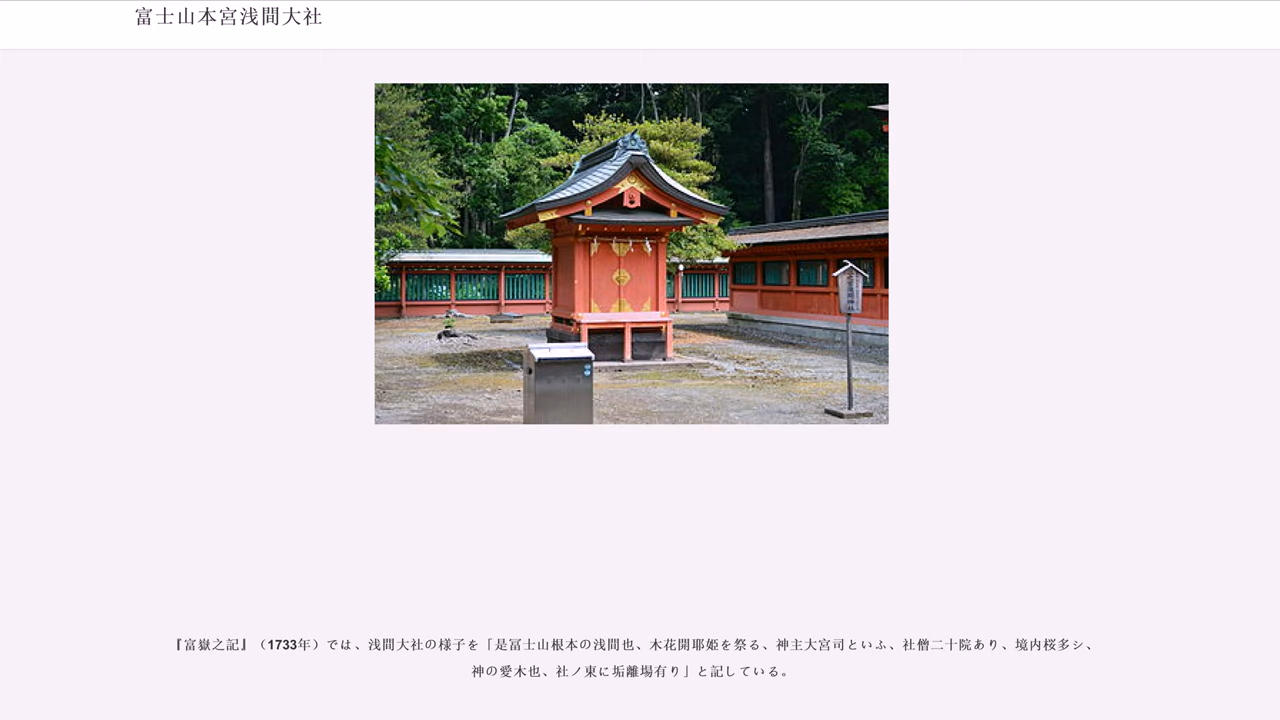 富士山本宮浅間大社
『富嶽之記』（1733年）では、浅間大社の様子を「是冨士山根本の浅間也、木花開耶姫を祭る、神主大宮司といふ、社僧二十院あり、境内桜多シ、
神の愛木也、社ノ東に垢離場有り」と記している。